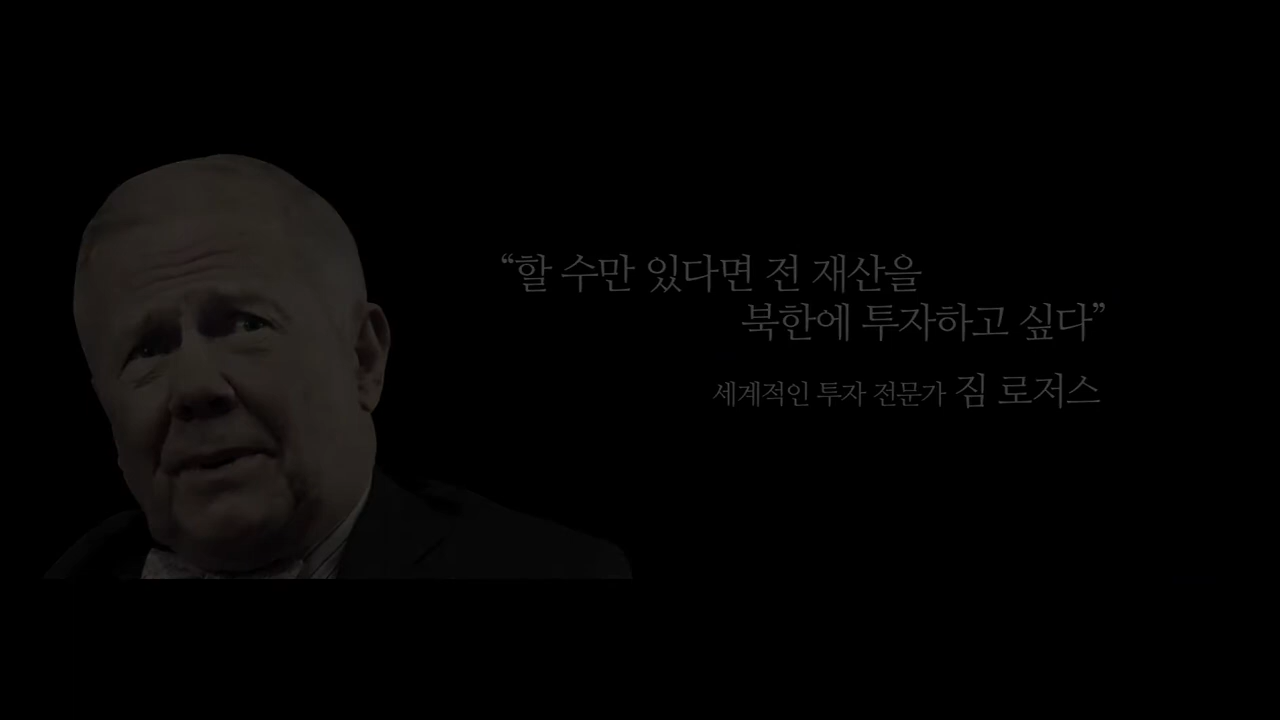 “할 수만 있다면 전 재산을
북한에 투자하고 싶다”
세계적인 투자 전문가 짐 로저스